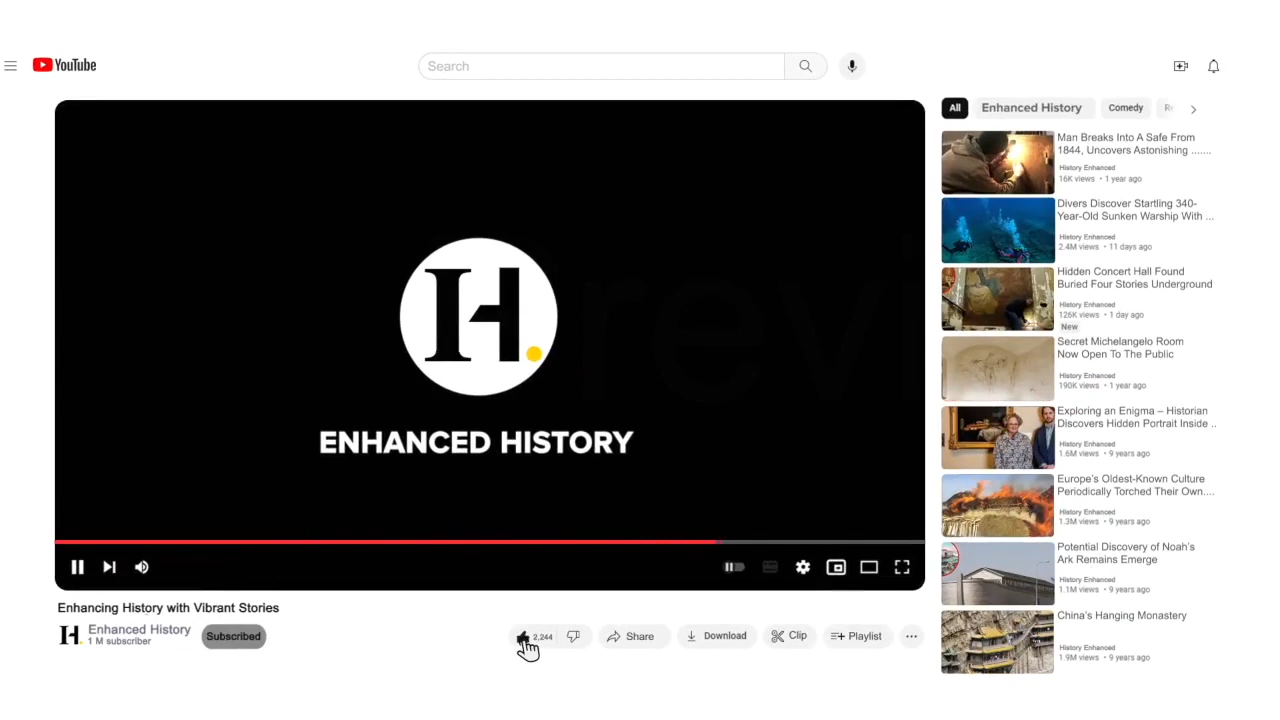 YouTube
Search
All
Enhanced History
Comedy
Man Breaks Into A Safe From
1844, Uncovers Astonishing .......
History Enhanced
16K views • 1 year ago
Divers Discover Startling 340-
Year-Old Sunken Warship With ...
History Enhanced
2.4M views • 11 days ago
Hidden Concert Hall Found
Buried Four Stories Underground
History Enhanced
126K views • 1 day ago
New
Secret Michelangelo Room
Now Open To The Public
History Enhanced
190K views • 1 year ago
Exploring an Enigma – Historian
Discovers Hidden Portrait Inside ..
History Enhanced
1.6M views • 9 years ago
Europe's Oldest-Known Culture
Periodically Torched Their Own....
History Enhanced
1.3M views • 9 years ago
Potential Discovery of Noah's
Ark Remains Emerge
History Enhanced
1.1M views • 9 years ago
China's Hanging Monastery
History Enhanced
1.9M views • 9 years ago
H.
ENHANCED HISTORY
Enhancing History with Vibrant Stories
H.
Enhanced History
1 M subscriber
Subscribed
2,244
Share
Download
Clip
Playlist